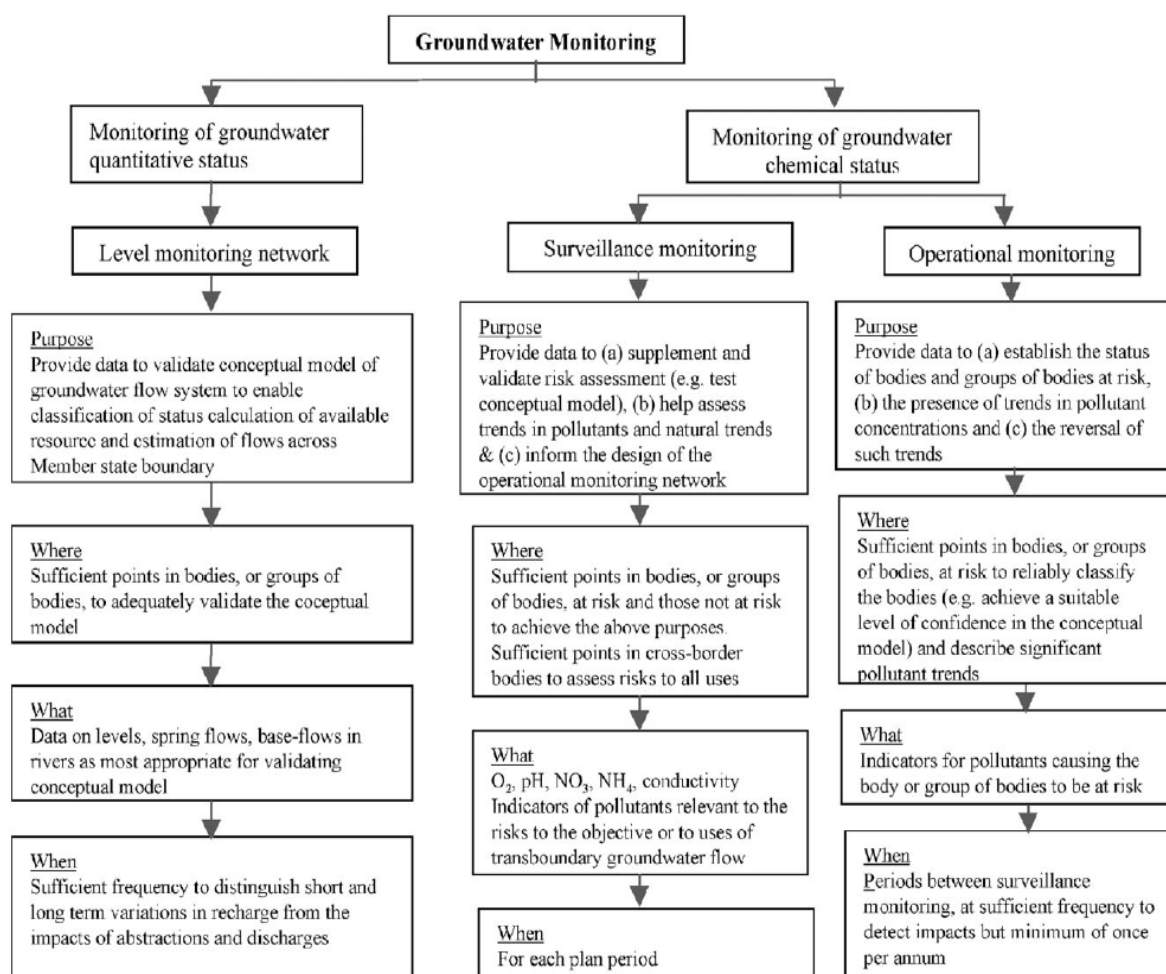 Groundwater Monitoring
Monitoring of groundwater
quantitative status
Monitoring of groundwater
chemical status
Level monitoring network
Surveillance monitoring
Operational monitoring
Purpose
Provide data to validate conceptual model of
groundwater flow system to enable
classification of status calculation of available
resource and estimation of flows across
Member state boundary
Where
Sufficient points in bodies, or groups of
bodies, to adequately validate the coceptual
model
What
Data on levels, spring flows, base-flows in
rivers as most appropriate for validating
conceptual model
When
Sufficient frequency to distinguish short and
long term variations in recharge from the
impacts of abstractions and discharges
Purpose
Provide data to (a) supplement and
validate risk assessment (e.g. test
conceptual model), (b) help assess
trends in pollutants and natural trends
& (c) inform the design of the
operational monitoring network
Where
Sufficient points in bodies, or groups
of bodies, at risk and those not at risk
to achieve the above purposes.
Sufficient points in cross-border
bodies to assess risks to all uses
What
O₂, pH, NO₃, NH₄, conductivity
Indicators of pollutants relevant to the
risks to the objective or to uses of
transboundary groundwater flow
When
For each plan period
Purpose
Provide data to (a) establish the status
of bodies and groups of bodies at risk,
(b) the presence of trends in pollutant
concentrations and (c) the reversal of
such trends
Where
Sufficient points in bodies, or groups
of bodies, at risk to reliably classify
the bodies (e.g. achieve a suitable
level of confidence in the conceptual
model) and describe significant
pollutant trends
What
Indicators for pollutants causing the
body or group of bodies to be at risk
When
Periods between surveillance
monitoring, at sufficient frequency to
detect impacts but minimum of once
per annum